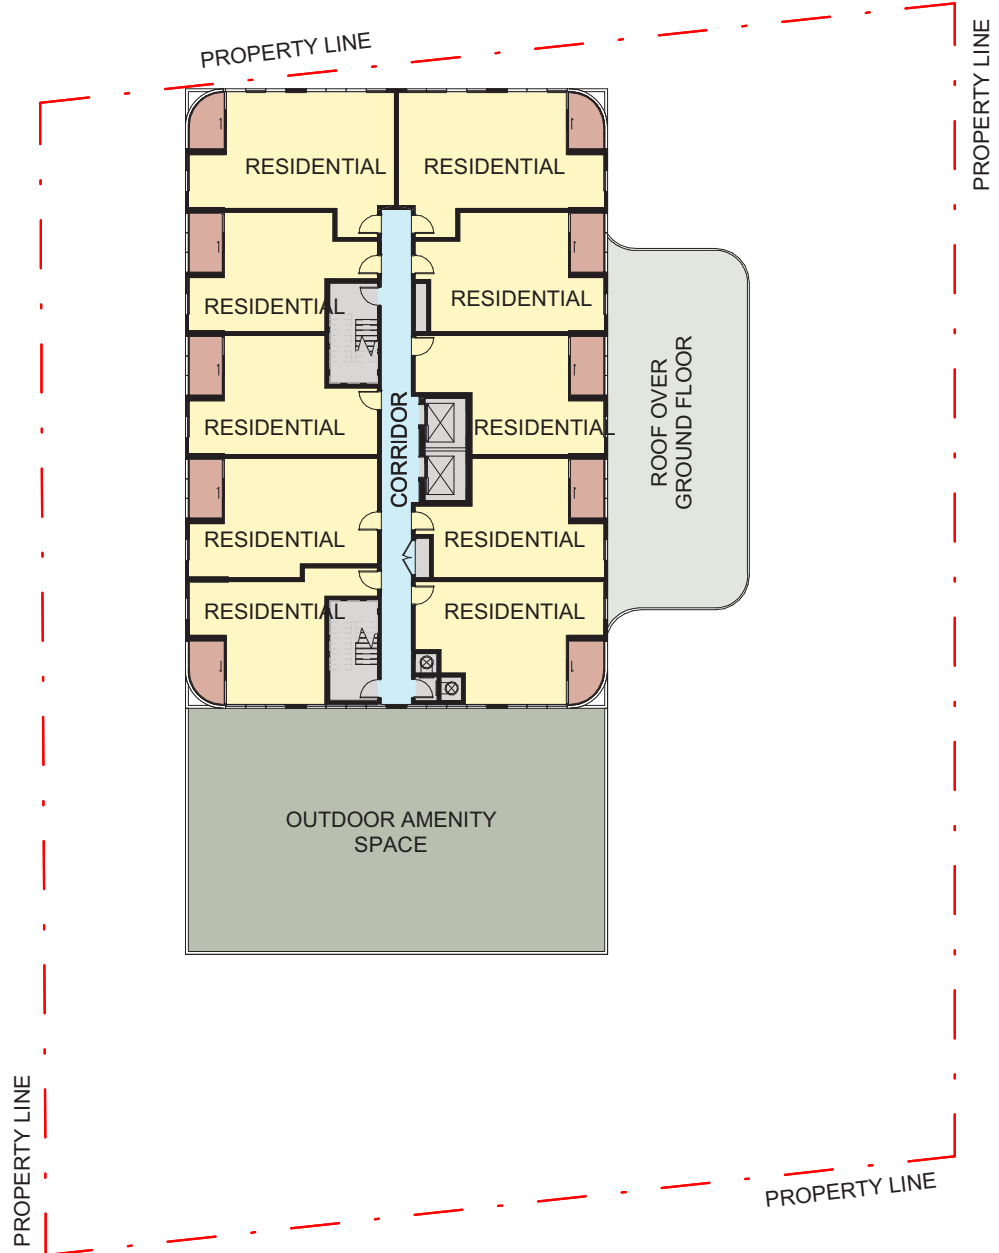 PROPERTY LINE
PROPERTY LINE
RESIDENTIAL
RESIDENTIAL
RESIDENTIAL
RESIDENTIAL
RESIDENTIAL
RESIDENTIAL
CORRIDOR
ROOF OVER
GROUND FLOOR
RESIDENTIAL
RESIDENTIAL
RESIDENTIAL
RESIDENTIAL
OUTDOOR AMENITY
SPACE
PROPERTY LINE
PROPERTY LINE